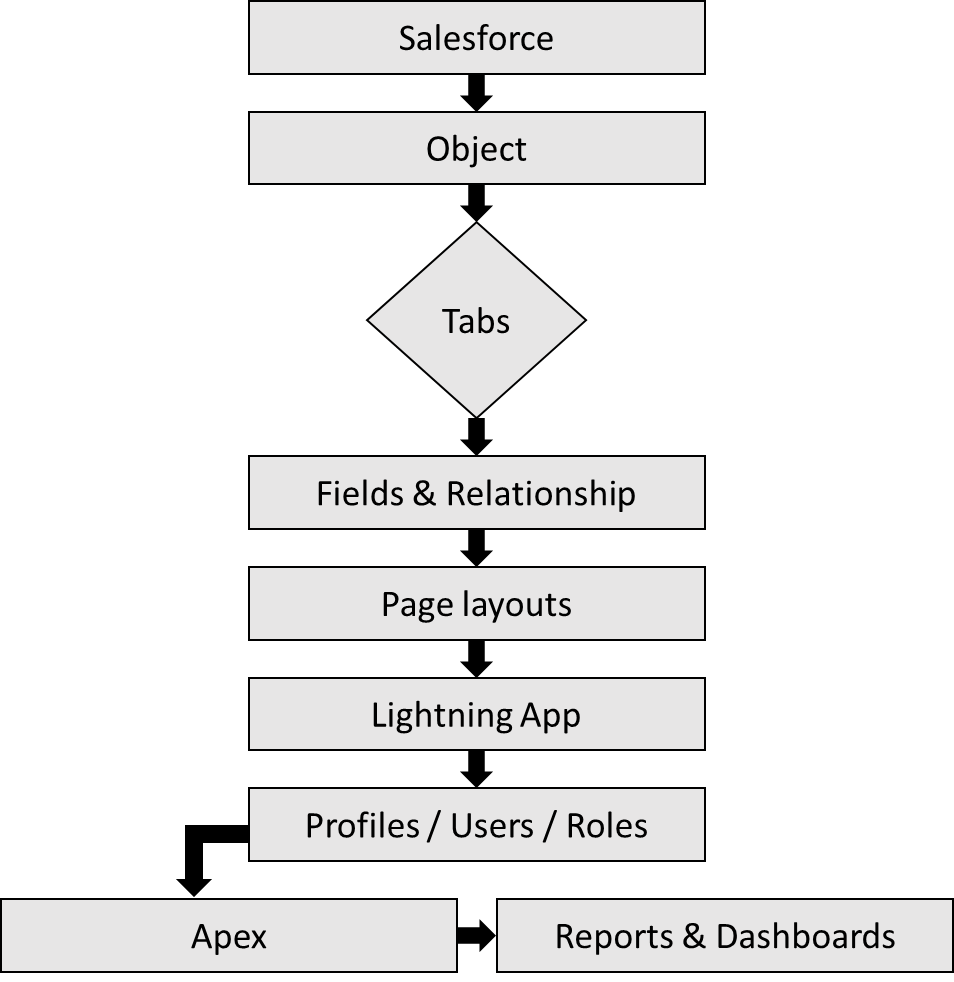 Salesforce
Object
Tabs
Fields & Relationship
Page layouts
Lightning App
Profiles / Users / Roles
Apex
Reports & Dashboards